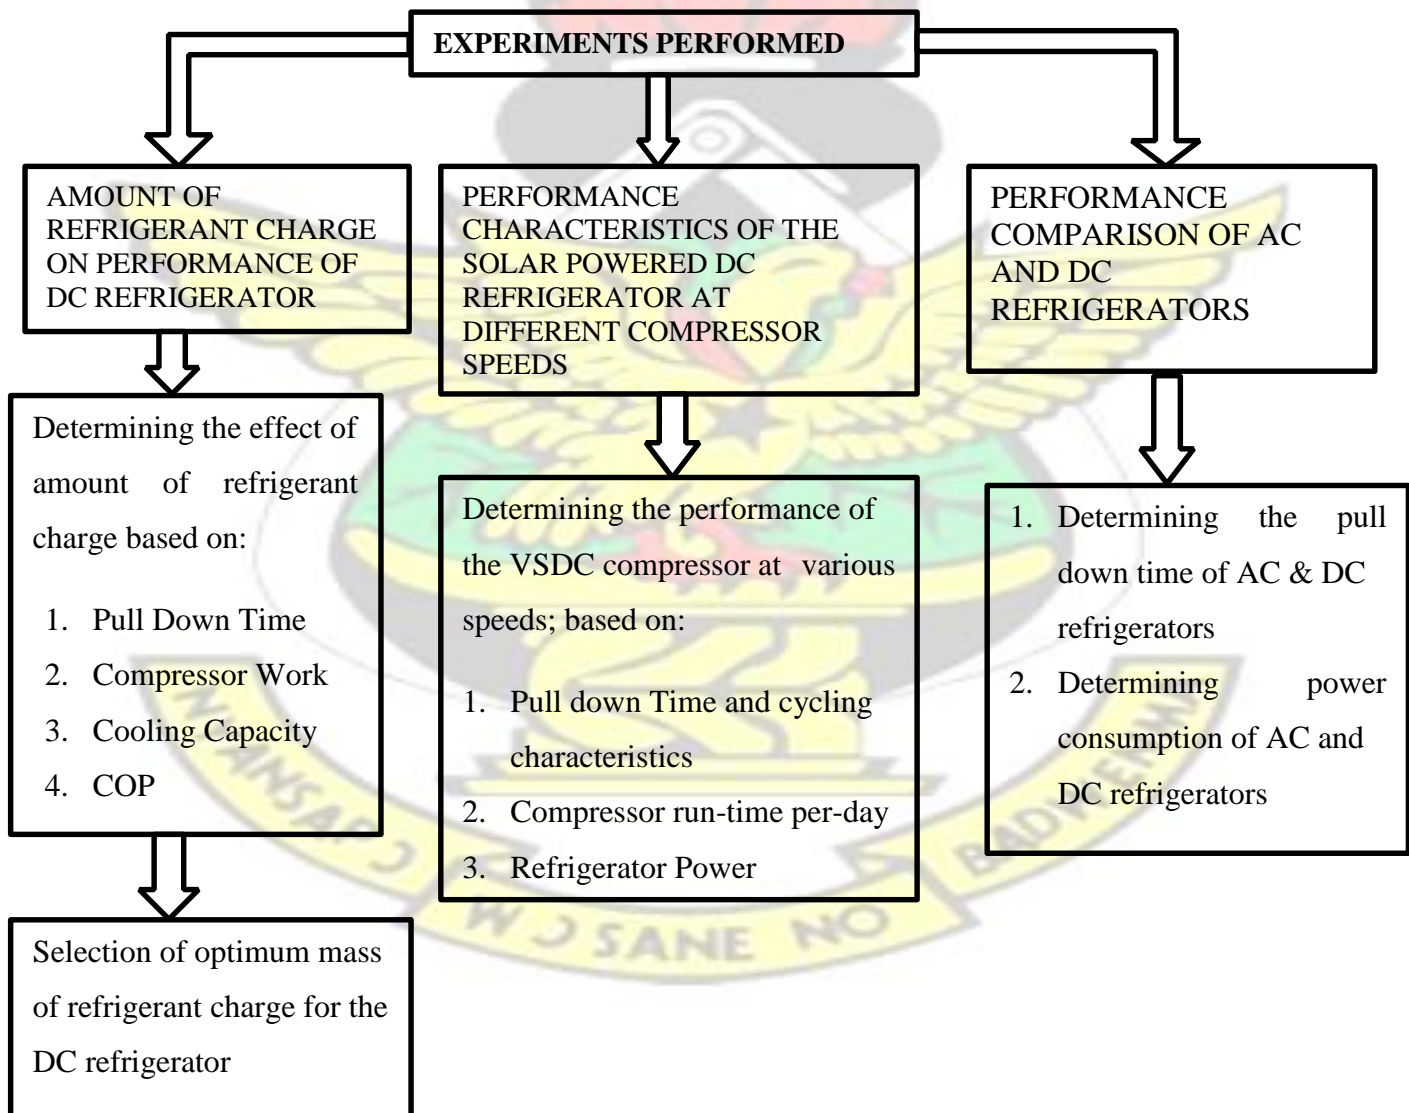 EXPERIMENTS PERFORMED
AMOUNT OF
REFRIGERANT CHARGE
ON PERFORMANCE OF
DC REFRIGERATOR
PERFORMANCE
CHARACTERISTICS OF THE
SOLAR POWERED DC
REFRIGERATOR AT
DIFFERENT COMPRESSOR
SPEEDS
PERFORMANCE
COMPARISON OF AC
AND DC
REFRIGERATORS
Determining the effect of
amount of refrigerant
charge based on:
1. Pull Down Time
2. Compressor Work
3. Cooling Capacity
4. COP
Determining the performance of
the VSDC compressor at various
speeds; based on:
1. Pull down Time and cycling
characteristics
2. Compressor run-time per-day
3. Refrigerator Power
1. Determining the pull
down time of AC & DC
refrigerators
2. Determining power
consumption of AC and
DC refrigerators
Selection of optimum mass
of refrigerant charge for the
DC refrigerator
WƆ SANE NO